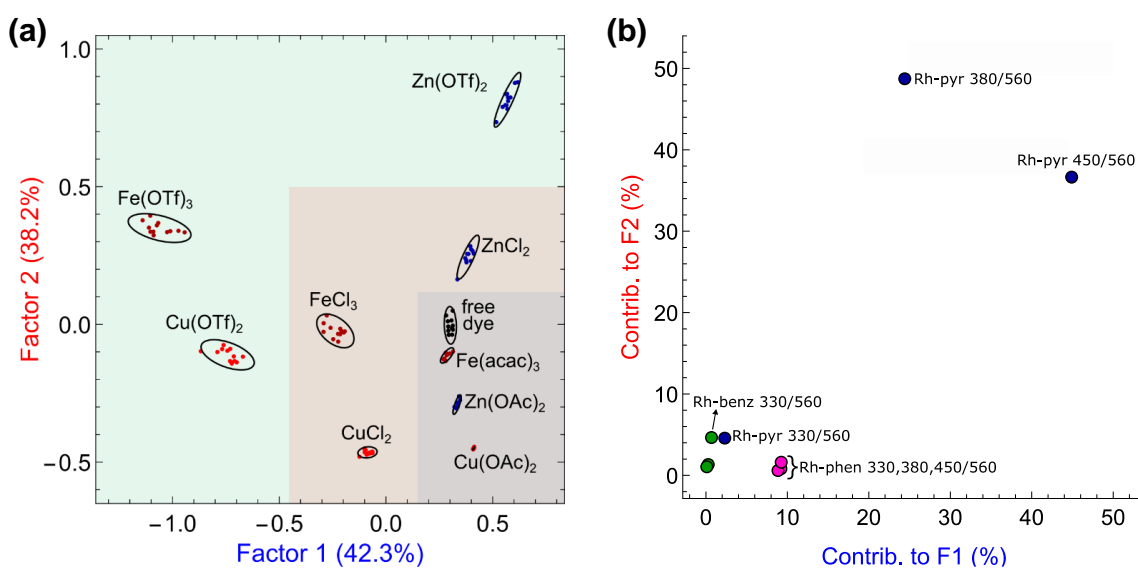 (a)
1.0
0.5
0.0
−0.5
Factor 2 (38.2%)
Zn(OTf)₂
Fe(OTf)₃
ZnCl₂
FeCl₃
free
dye
Cu(OTf)₂
Fe(acac)₃
Zn(OAc)₂
CuCl₂
Cu(OAc)₂
−1.0 −0.5 0.0 0.5
Factor 1 (42.3%)
(b)
50
40
30
20
10
0
Contrib. to F2 (%)
Rh-pyr 380/560
Rh-pyr 450/560
Rh-benz 330/560
Rh-pyr 330/560
Rh-phen 330,380,450/560
0 10 20 30 40 50
Contrib. to F1 (%)